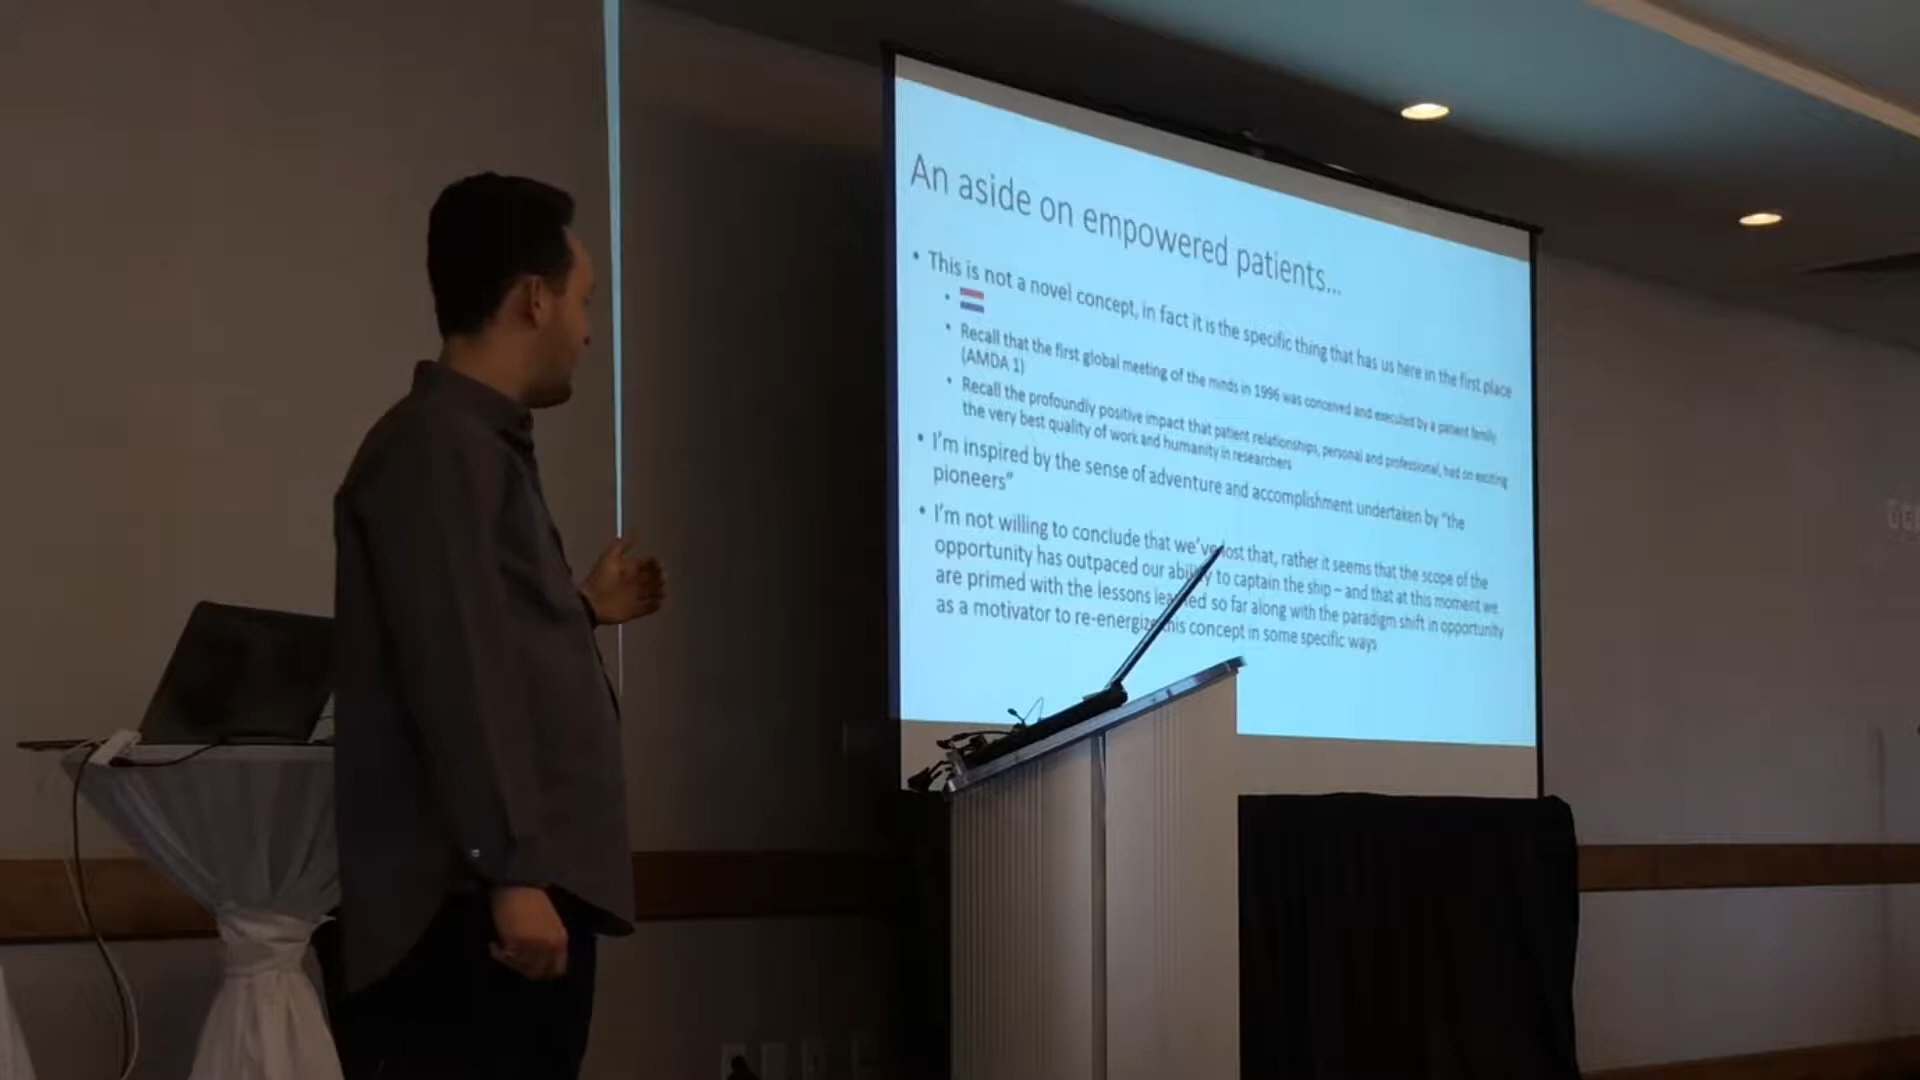 An aside on empowered patients...
• This is not a novel concept, in fact it is the specific thing that has us here in the first place
• Recall that the first global meeting of the minds in 1996 was conceived and executed by a patient family
(AMDA 1)
• Recall the profoundly positive impact that patient relationships, personal and professional, had on exciting
the very best quality of work and humanity in researchers
• I'm inspired by the sense of adventure and accomplishment undertaken by "the
pioneers"
• I'm not willing to conclude that we've lost that, rather it seems that the scope of the
opportunity has outpaced our ability to captain the ship – and that at this moment we
are primed with the lessons learned so far along with the paradigm shift in opportunity
as a motivator to re-energize this concept in some specific ways